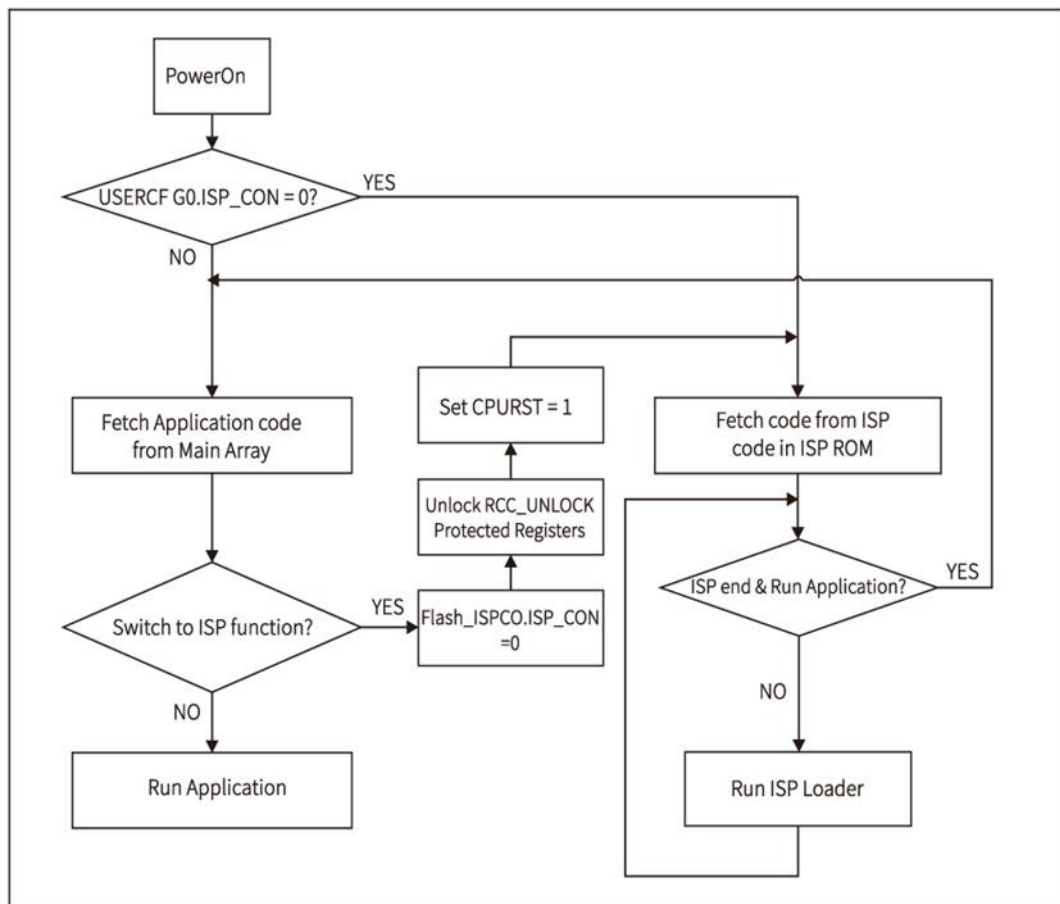 PowerOn
USERCF G0.ISP_CON = 0?
YES
NO
Fetch Application code
from Main Array
Set CPURST = 1
Fetch code from ISP
code in ISP ROM
Unlock RCC_UNLOCK
Protected Registers
Switch to ISP function?
YES
Flash_ISPCO.ISP_CON
=0
ISP end & Run Application?
YES
NO
NO
Run Application
Run ISP Loader